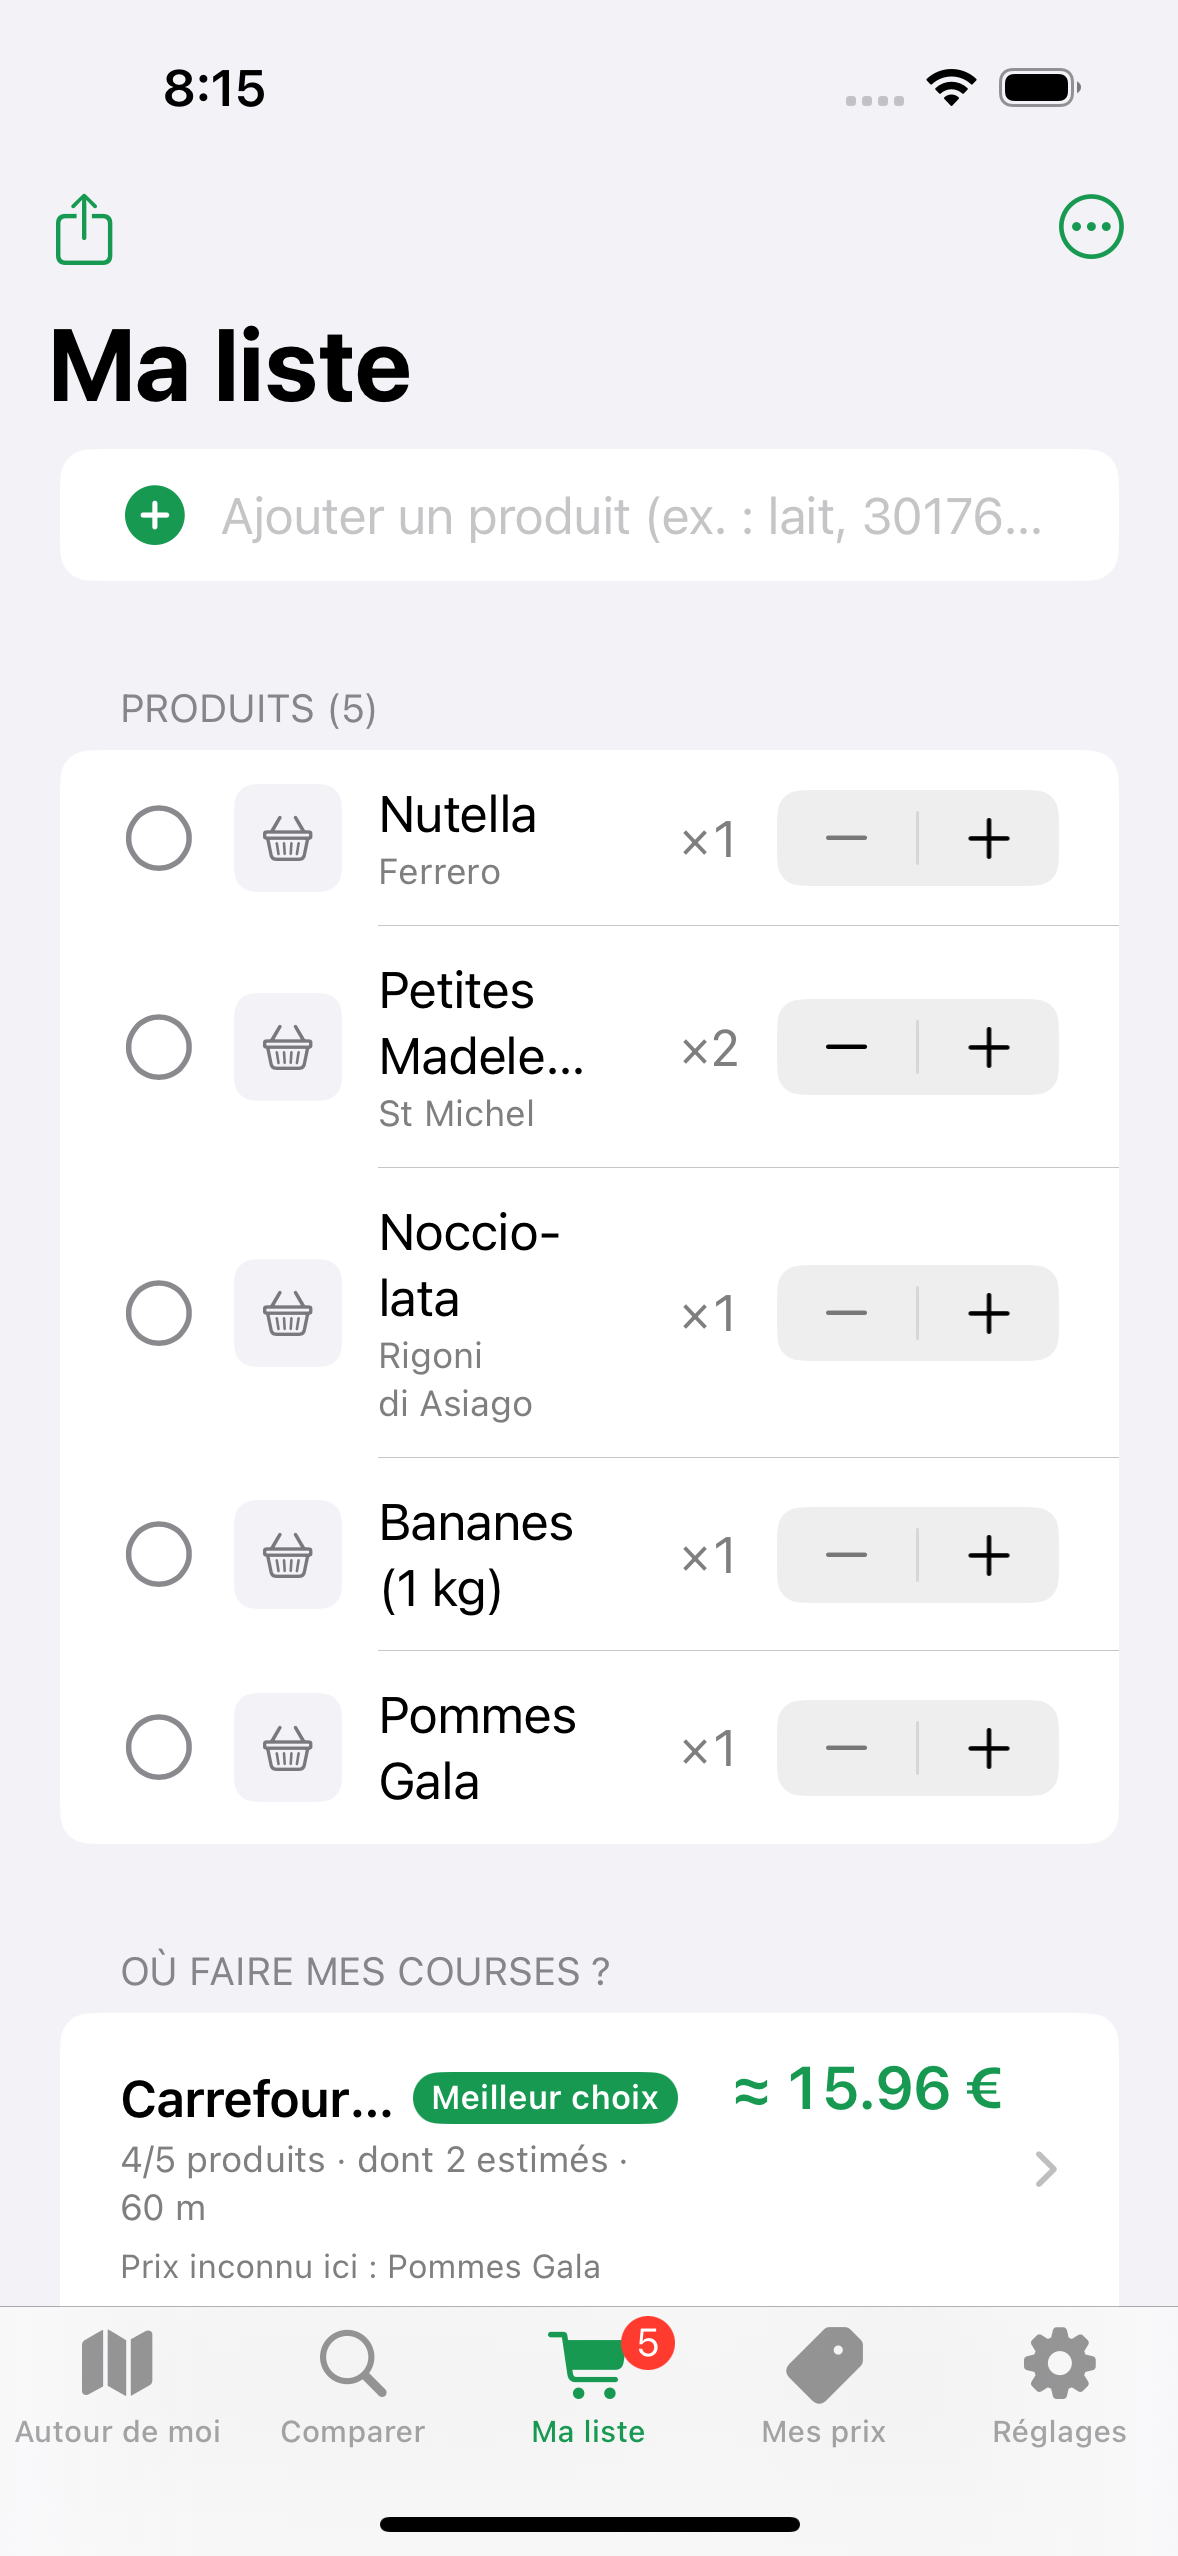 8:15
Ma liste
Ajouter un produit (ex. : lait, 30176...
PRODUITS (5)
Nutella
Ferrero
×1
Petites
Madele...
St Michel
×2
Noccio-
lata
Rigoni
di Asiago
×1
Bananes
(1 kg)
×1
Pommes
Gala
×1
OÙ FAIRE MES COURSES ?
Carrefour... Meilleur choix ≈ 15.96 €
4/5 produits · dont 2 estimés ·
60 m
Prix inconnu ici : Pommes Gala
5
Autour de moi Comparer Ma liste Mes prix Réglages